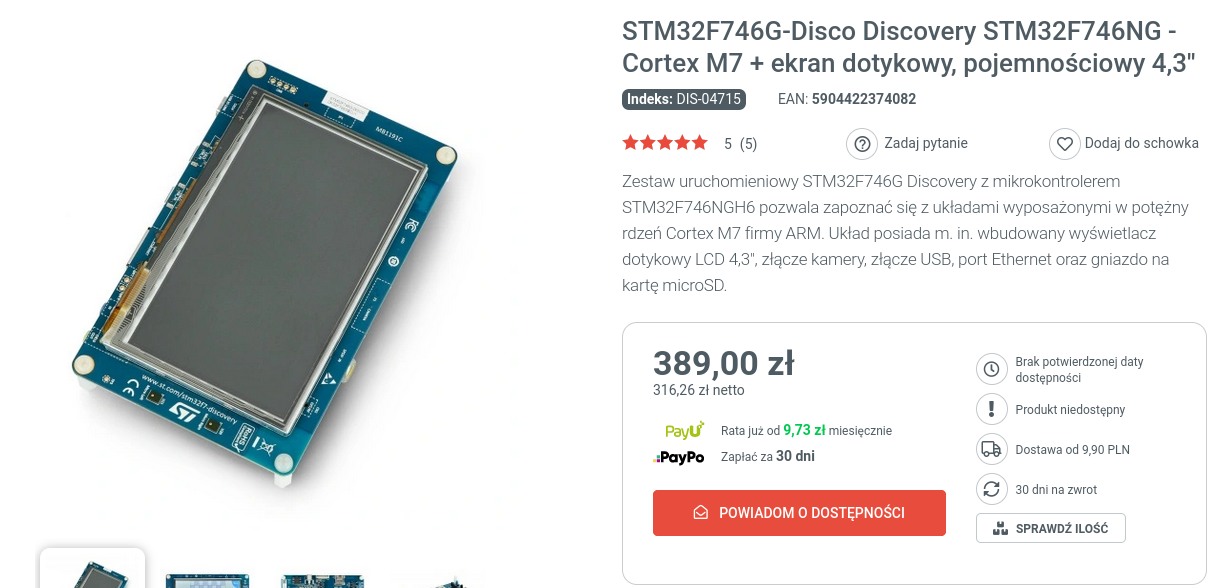 STM32F746G-Disco Discovery STM32F746NG -
Cortex M7 + ekran dotykowy, pojemnościowy 4,3"
Indeks: DIS-04715
EAN: 5904422374082
5 (5)
Zadaj pytanie
Dodaj do schowka
Zestaw uruchomieniowy STM32F746G Discovery z mikrokontrolerem
STM32F746NGH6 pozwala zapoznać się z układami wyposażonymi w potężny
rdzeń Cortex M7 firmy ARM. Układ posiada m. in. wbudowany wyświetlacz
dotykowy LCD 4,3", złącze kamery, złącze USB, port Ethernet oraz gniazdo na
kartę microSD.
389,00 zł
316,26 zł netto
PayU
Rata już od 9,73 zł miesięcznie
PayPo
Zapłać za 30 dni
POWIADOM O DOSTĘPNOŚCI
Brak potwierdzonej daty
dostępności
Produkt niedostępny
Dostawa od 9,90 PLN
30 dni na zwrot
SPRAWDŹ ILOŚĆ
MB1191C
www.st.com/stm32f7-discovery
CE
ST
RoHS
FC